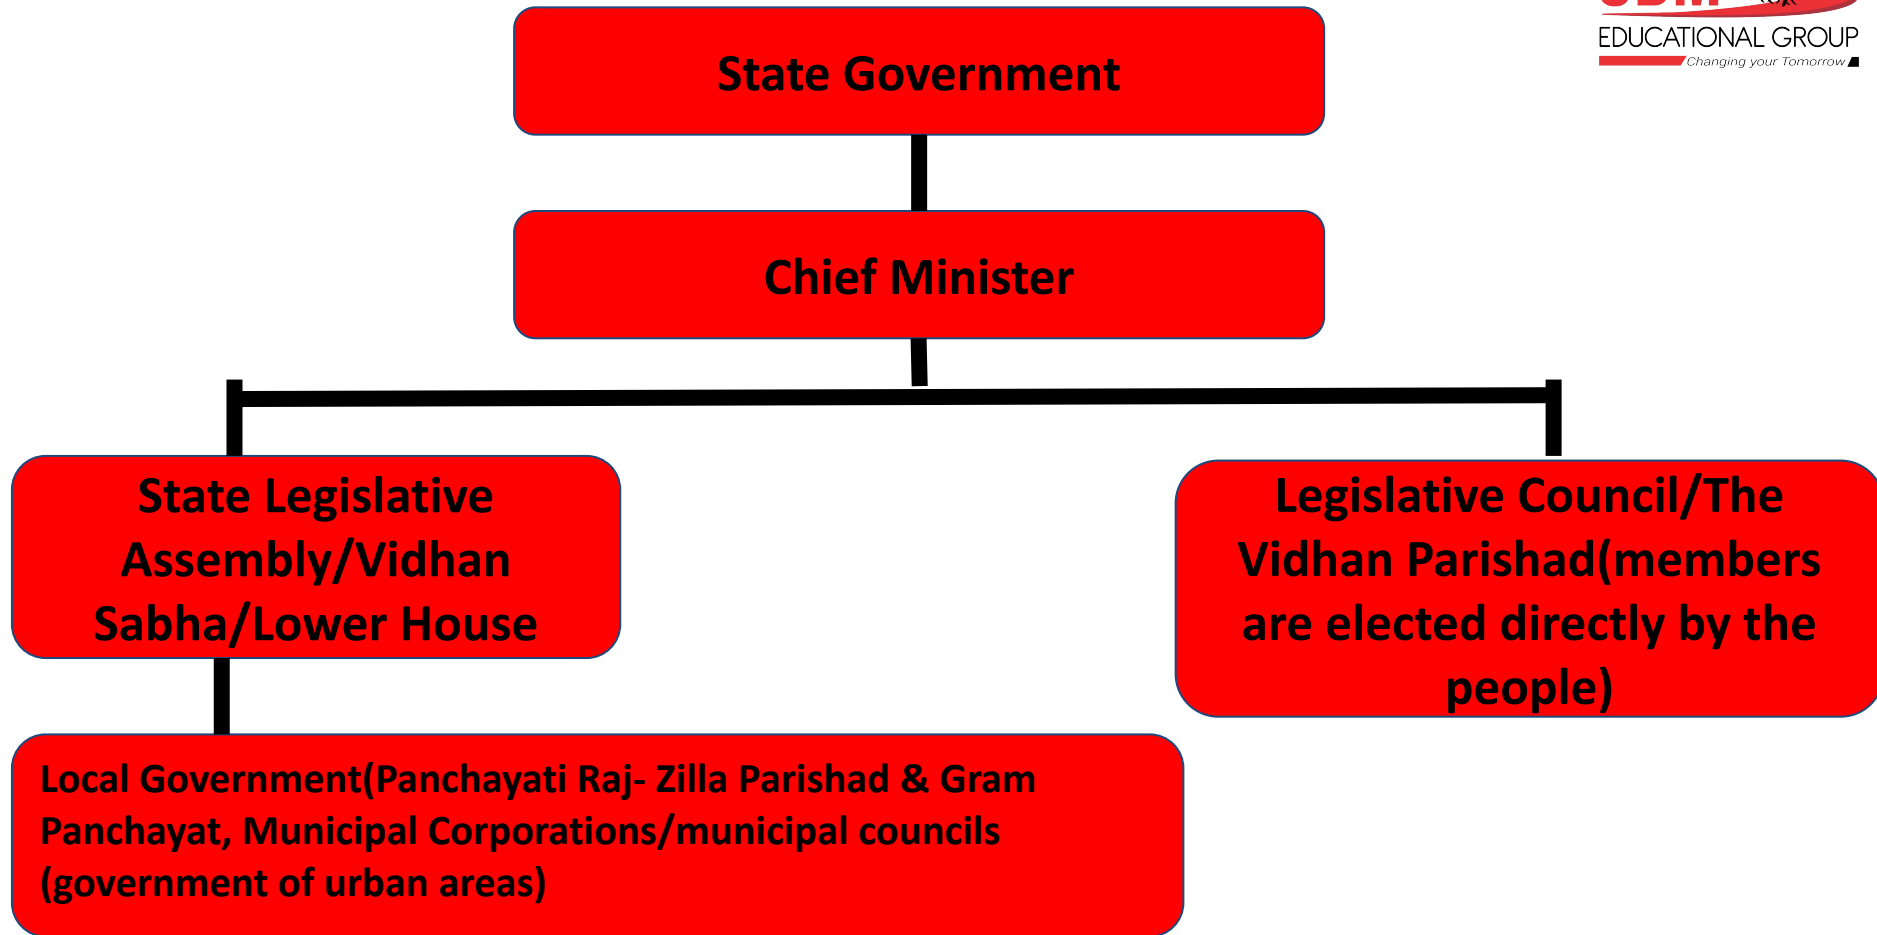 EDUCATIONAL GROUP
Changing your Tomorrow
State Government
Chief Minister
State Legislative
Assembly/Vidhan
Sabha/Lower House
Legislative Council/The
Vidhan Parishad(members
are elected directly by the
people)
Local Government(Panchayati Raj- Zilla Parishad & Gram
Panchayat, Municipal Corporations/municipal councils
(government of urban areas)